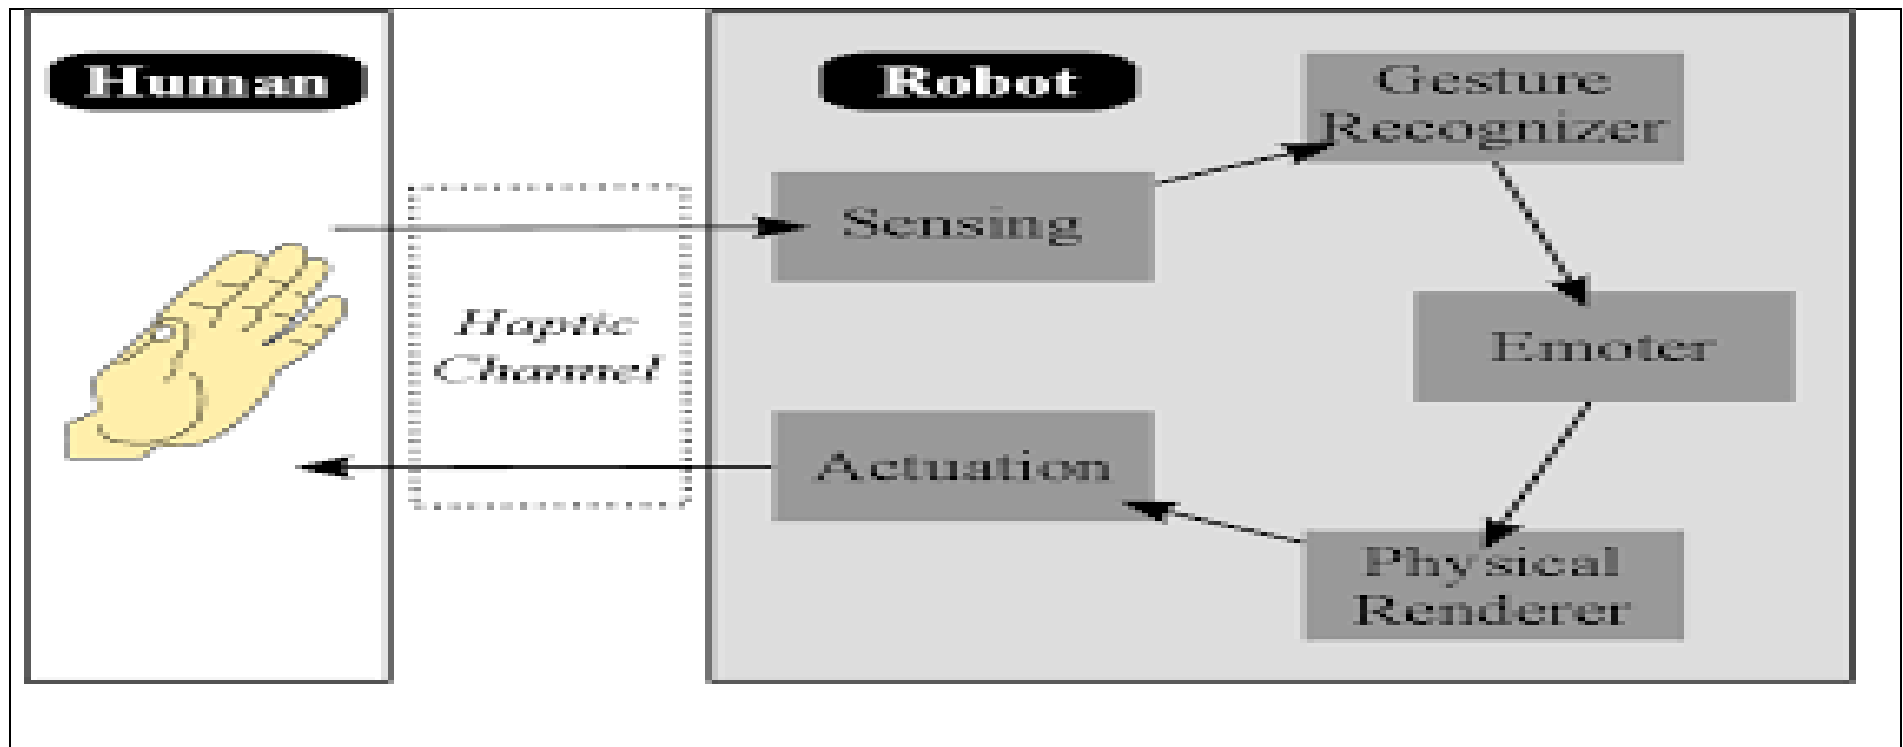 Human
Robot
Gesture
Recognizer
Sensing
Haptic
Channel
Emoter
Actuation
Physical
Renderer